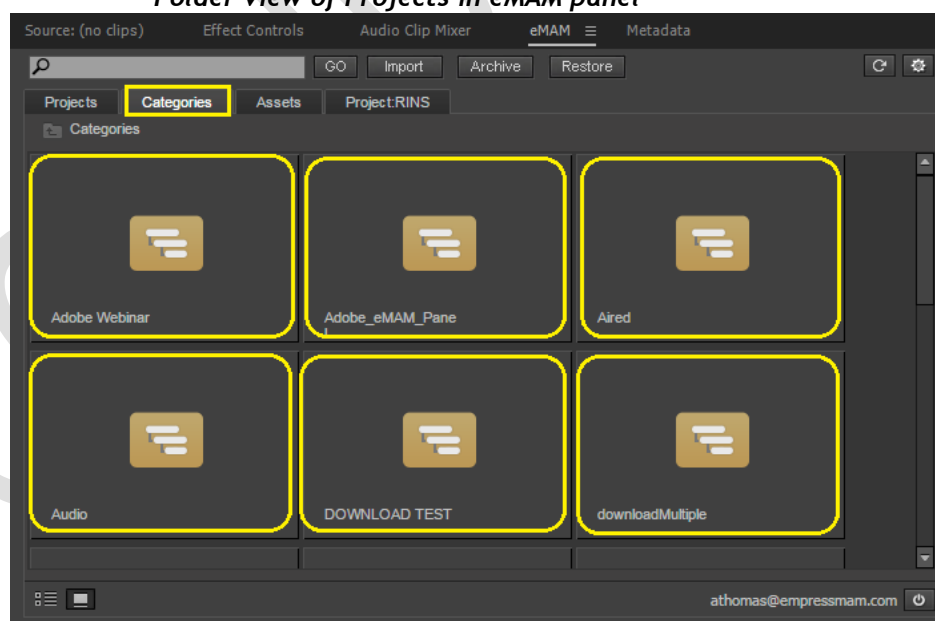 Folder view of Projects in eMAM panel
Source: (no clips) Effect Controls Audio Clip Mixer eMAM Metadata
GO Import Archive Restore
Projects Categories Assets Project:RINS
Categories
Adobe Webinar Adobe_eMAM_Pane Aired
l
Audio DOWNLOAD TEST downloadMultiple
athomas@empressmam.com